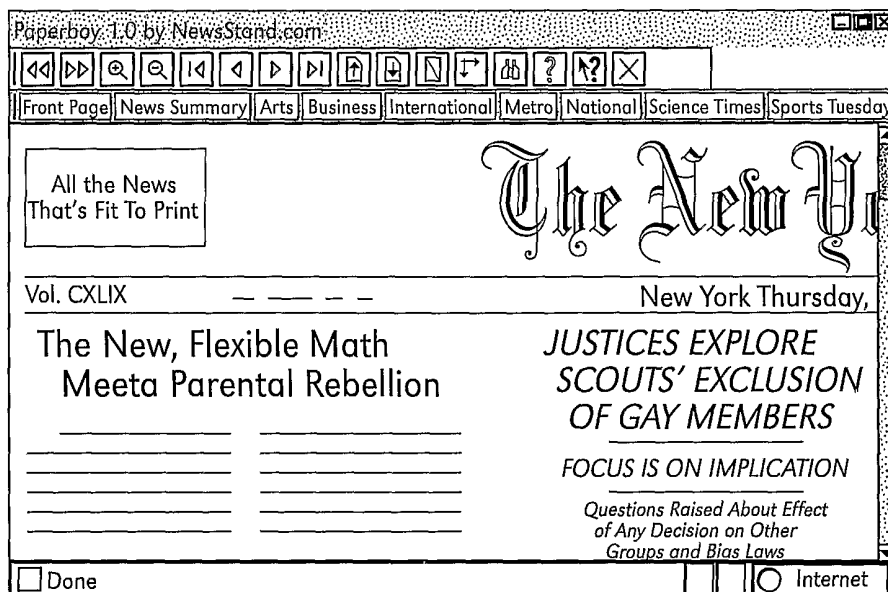 Paperboy 1.0 by NewsStand.com
Front Page News Summary Arts Business International Metro National Science Times Sports Tuesday
All the News
That's Fit To Print
The New Yo
Vol. CXLIX
New York Thursday,
The New, Flexible Math
Meeta Parental Rebellion
JUSTICES EXPLORE
SCOUTS' EXCLUSION
OF GAY MEMBERS
FOCUS IS ON IMPLICATION
Questions Raised About Effect
of Any Decision on Other
Groups and Bias Laws
Done
Internet